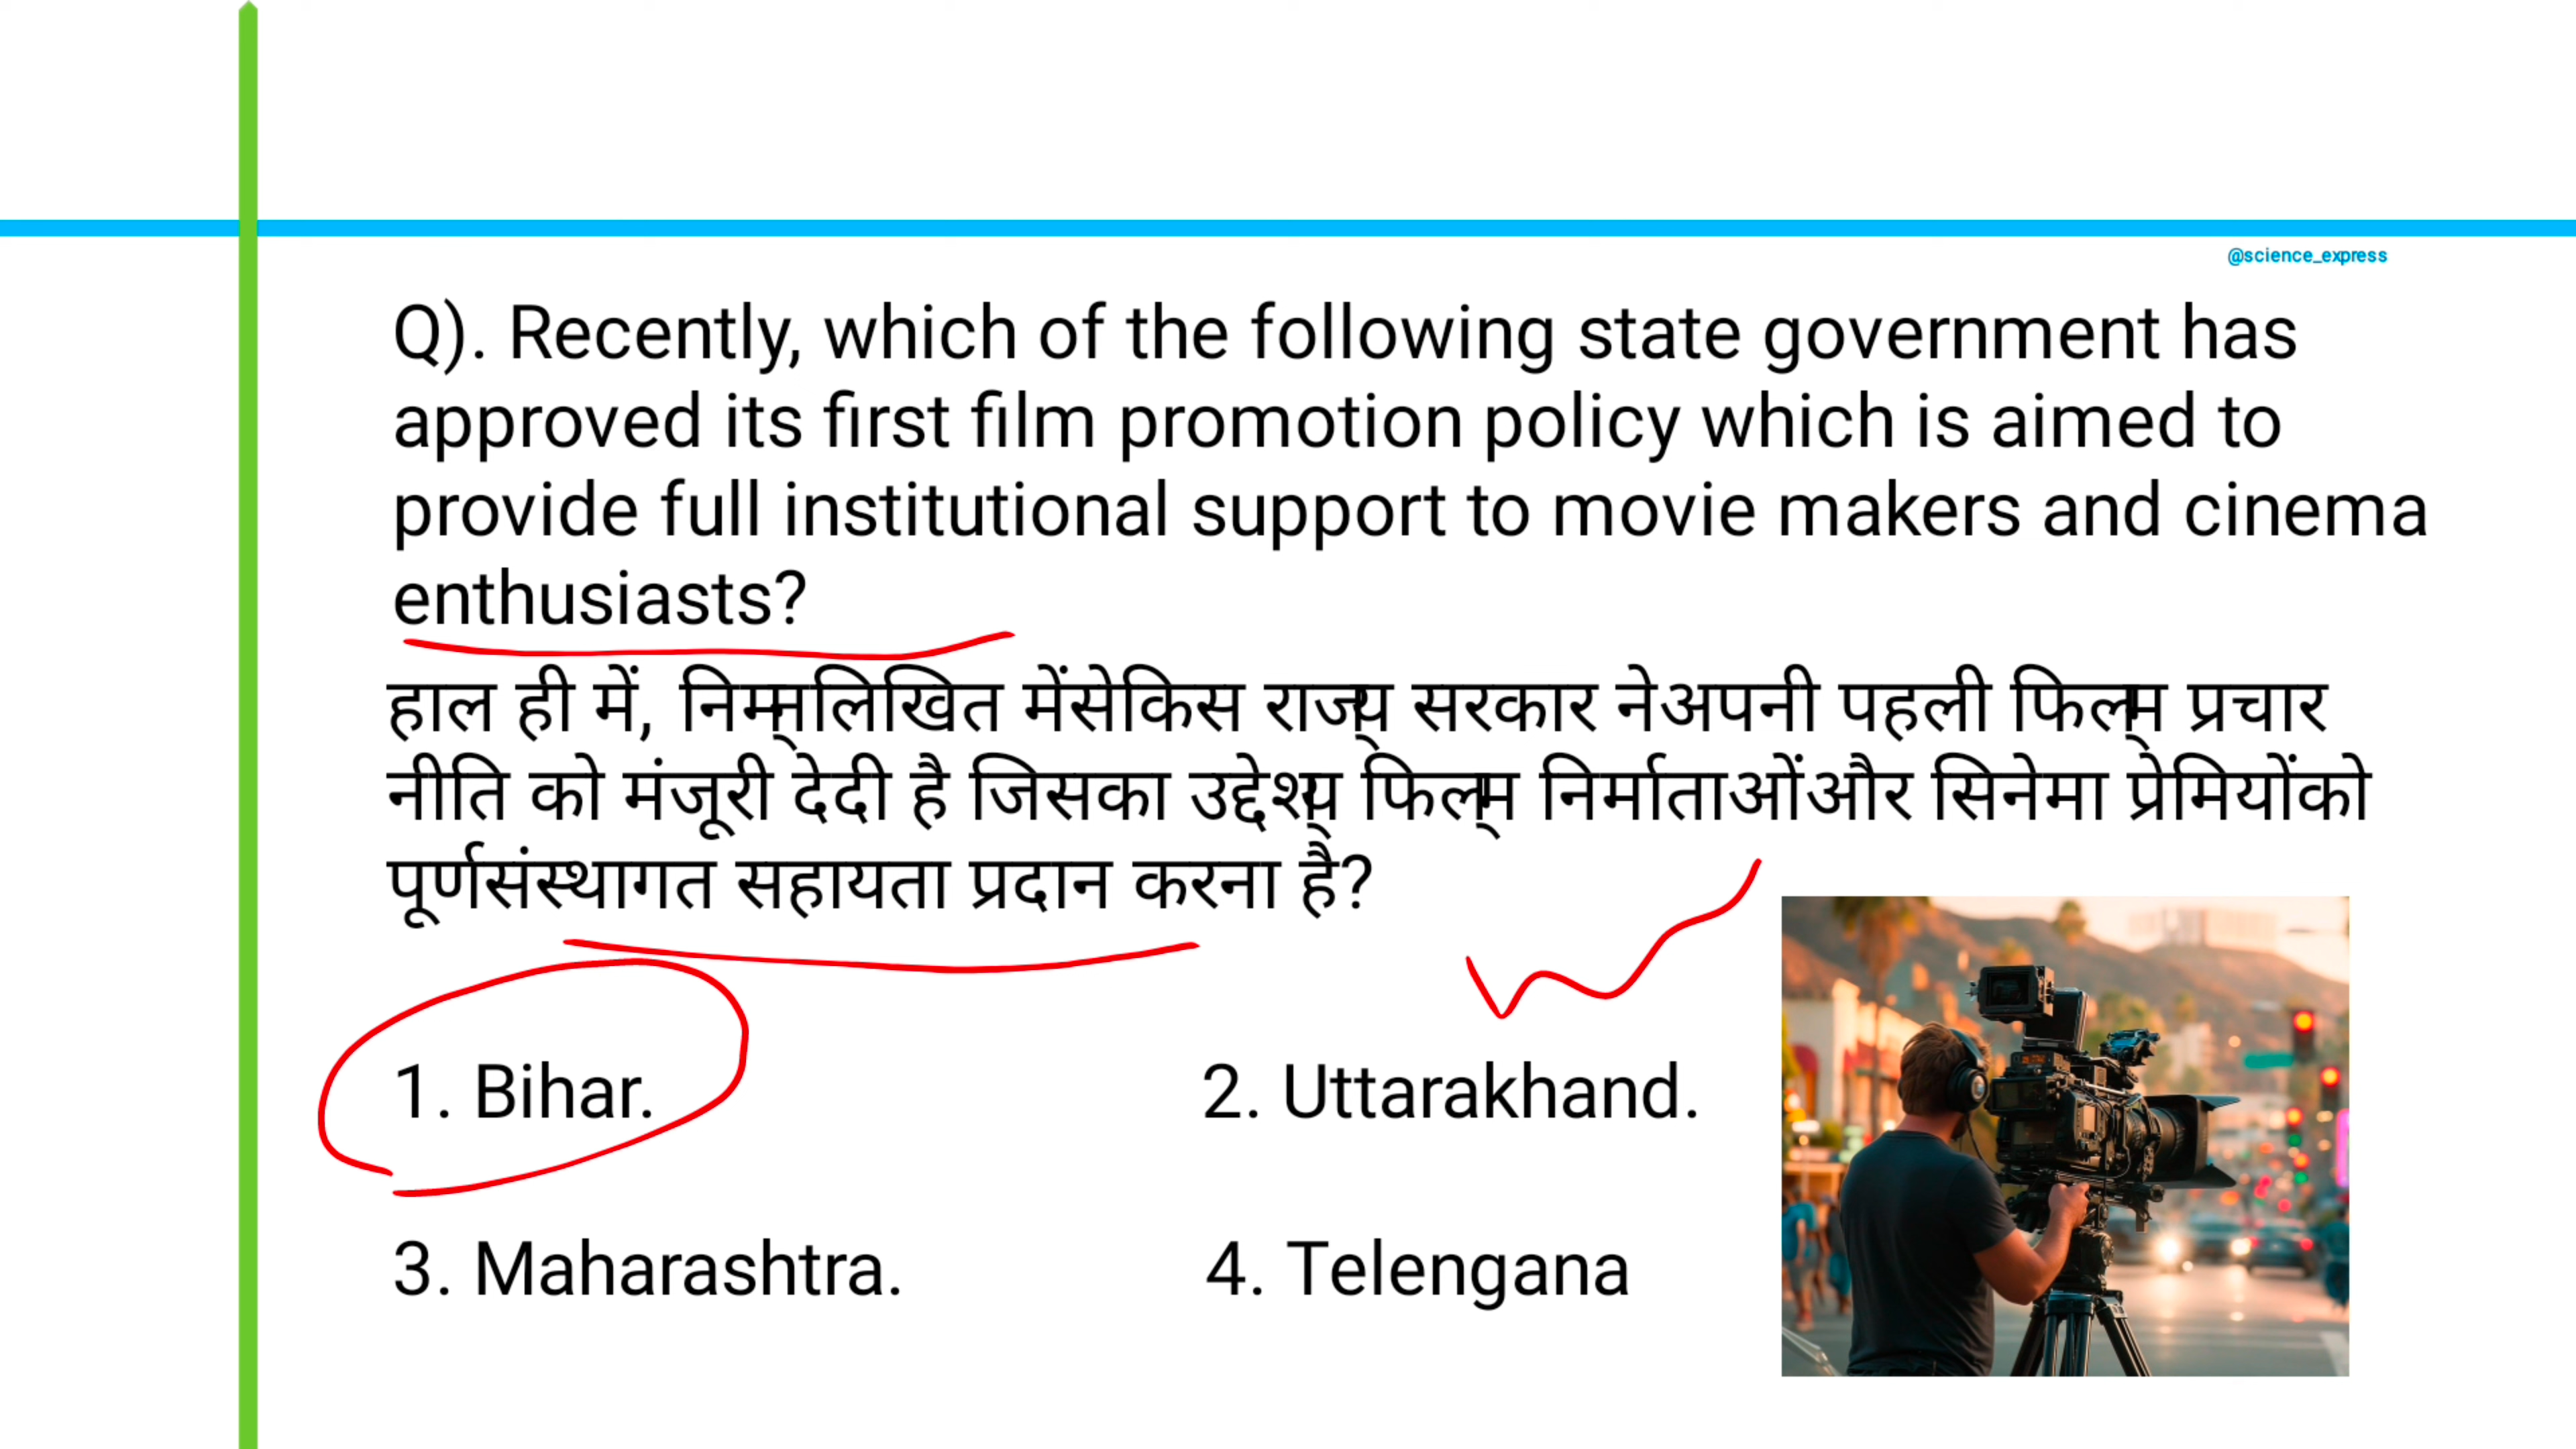 @science_express
Q). Recently, which of the following state government has
approved its first film promotion policy which is aimed to
provide full institutional support to movie makers and cinema
enthusiasts?
हाल ही में, निम्न्मलिखित मेंसेकिस राज्य सरकार नेअपनी पहली फिल्म प्रचार
नीति को मंजूरी देदी है जिसका उद्देश्य फिल्म निर्माताओंऔर सिनेमा प्रेमियोंको
पूर्णसंस्थागत सहायता प्रदान करना है?
1. Bihar.
2. Uttarakhand.
3. Maharashtra.
4. Telengana